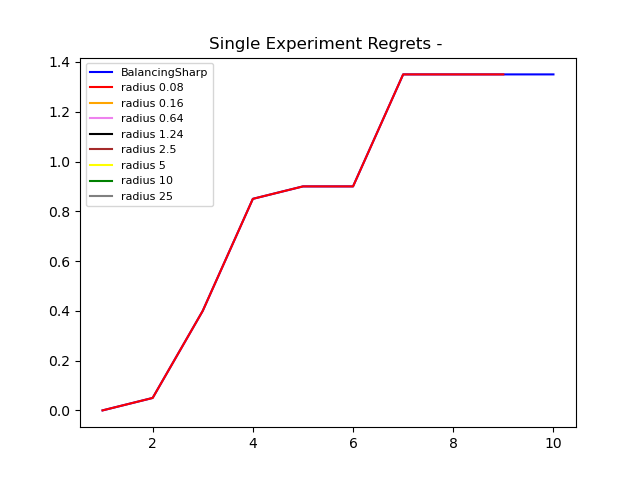 Single Experiment Regrets -
BalancingSharp
radius 0.08
radius 0.16
radius 0.64
radius 1.24
radius 2.5
radius 5
radius 10
radius 25
1.4
1.2
1.0
0.8
0.6
0.4
0.2
0.0
2 4 6 8 10